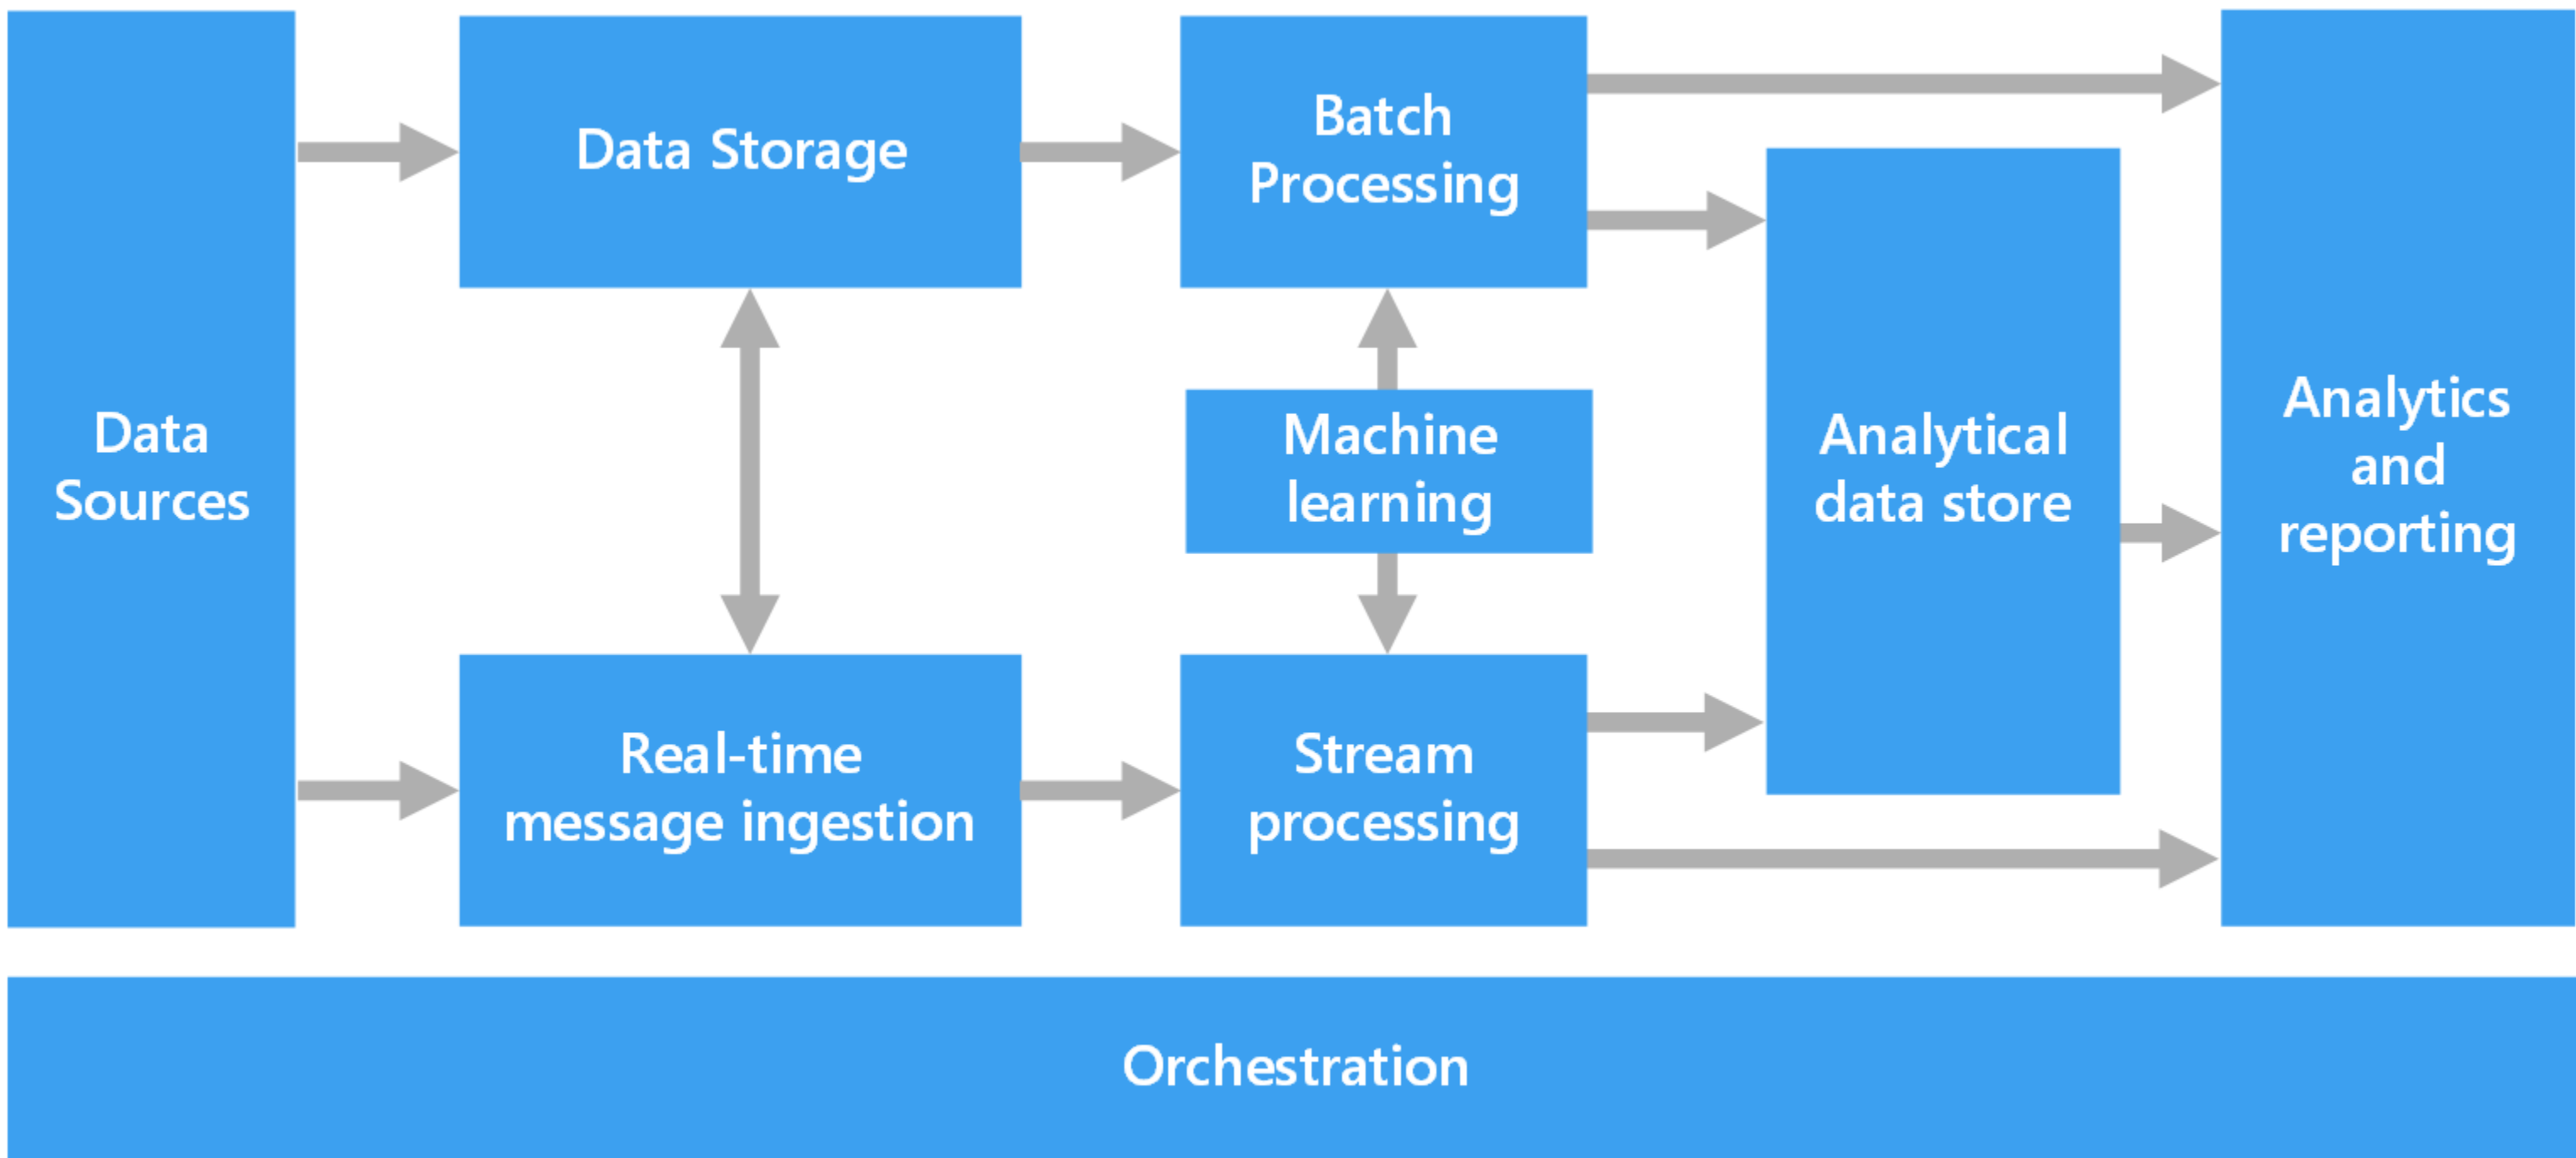 Data
Sources
Data Storage
Real-time
message ingestion
Batch
Processing
Machine
learning
Stream
processing
Analytical
data store
Analytics
and
reporting
Orchestration